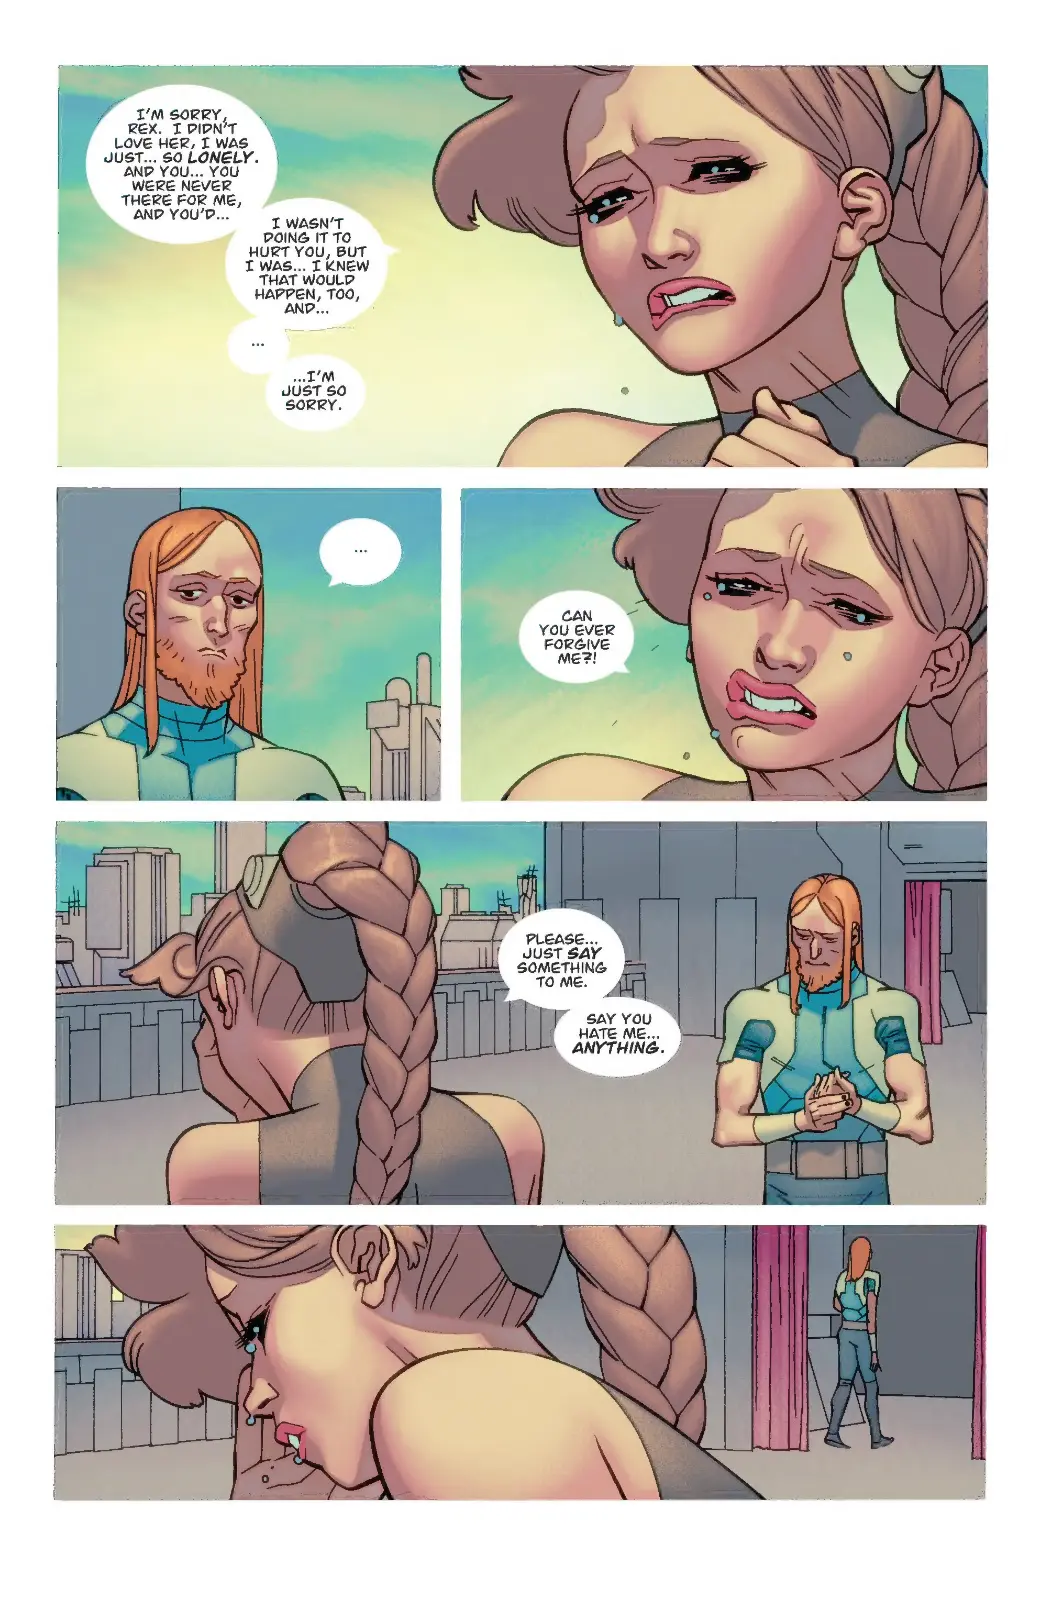 I'M SORRY,
REX. I DIDN'T
LOVE HER, I WAS
JUST... SO LONELY.
AND YOU... YOU
WERE NEVER
THERE FOR ME,
AND YOU'D...
I WASN'T
DOING IT TO
HURT YOU, BUT
I WAS... I KNEW
THAT WOULD
HAPPEN, TOO,
AND...
...
...I'M
JUST SO
SORRY.
...
CAN
YOU EVER
FORGIVE
ME?!
PLEASE...
JUST SAY
SOMETHING
TO ME.
SAY YOU
HATE ME...
ANYTHING.